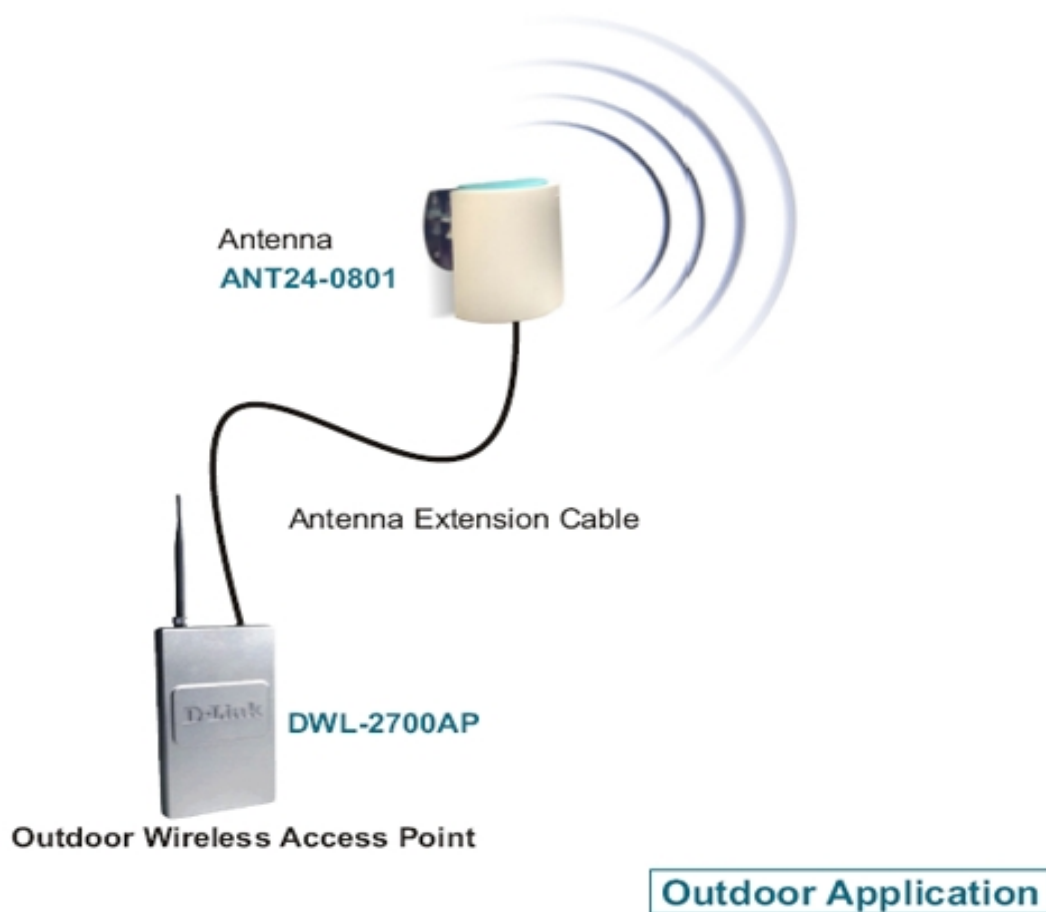 Antenna
ANT24-0801
Antenna Extension Cable
D-Link
DWL-2700AP
Outdoor Wireless Access Point
Outdoor Application